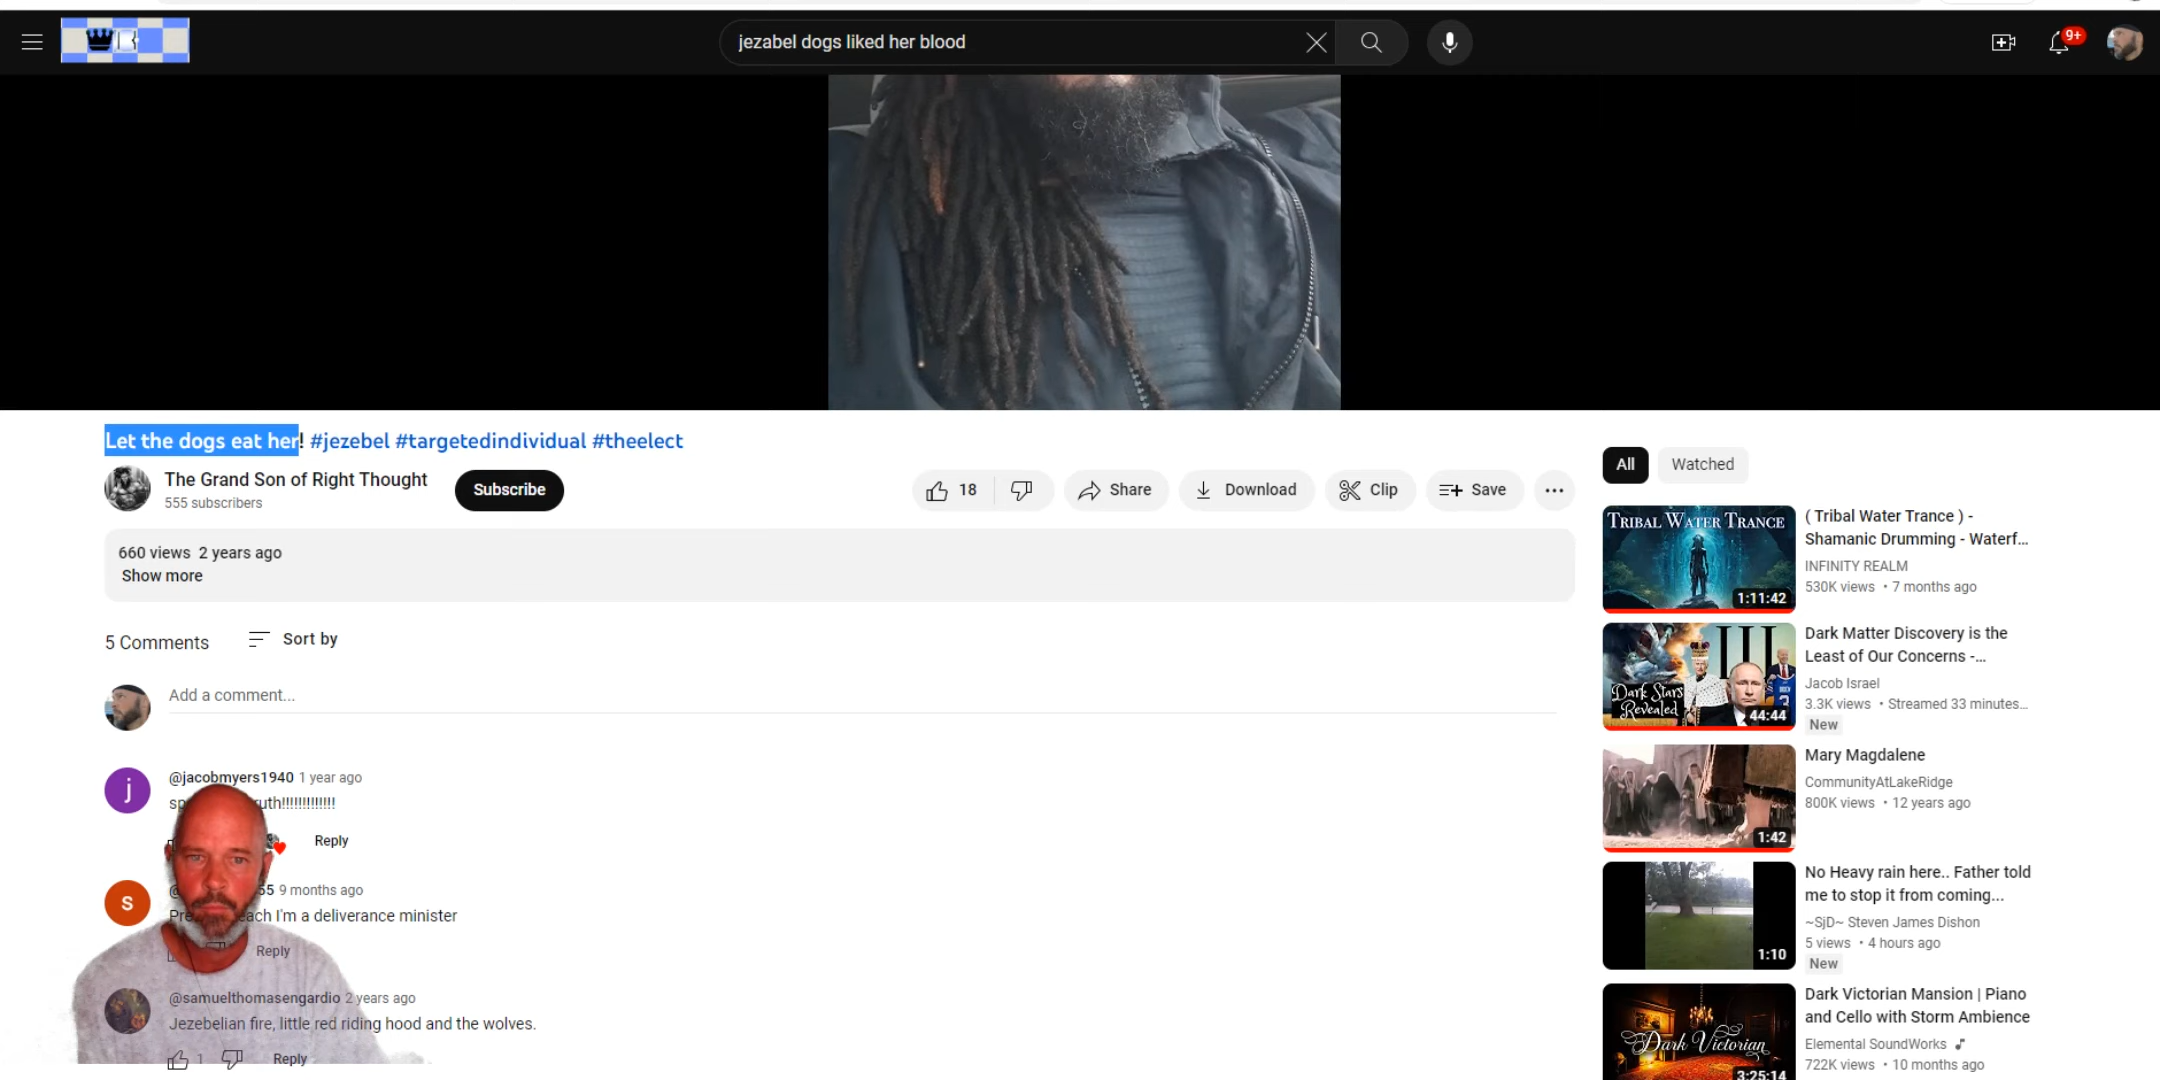 jezabel dogs liked her blood
9+
Let the dogs eat her! #jezebel #targetedindividual #theelect
The Grand Son of Right Thought
555 subscribers
Subscribe
18
Share
Download
Clip
Save
660 views 2 years ago
Show more
5 Comments
Sort by
Add a comment...
j
@jacobmyers1940 1 year ago
Reply
S
9 months ago
I'm a deliverance minister
Reply
@samuelthomasengardio 2 years ago
Jezebelian fire, little red riding hood and the wolves.
1
Reply
All
Watched
TRIBAL WATER TRANCE
1:11:42
( Tribal Water Trance ) -
Shamanic Drumming - Waterf...
INFINITY REALM
530K views • 7 months ago
III
Dark Stars
Revealed
44:44
Dark Matter Discovery is the
Least of Our Concerns -...
Jacob Israel
3.3K views • Streamed 33 minutes...
New
1:42
Mary Magdalene
CommunityAtLakeRidge
800K views • 12 years ago
1:10
No Heavy rain here.. Father told
me to stop it from coming...
~SjD~ Steven James Dishon
5 views • 4 hours ago
New
Dark Victorian
3:25:14
Dark Victorian Mansion | Piano
and Cello with Storm Ambience
Elemental SoundWorks
722K views • 10 months ago